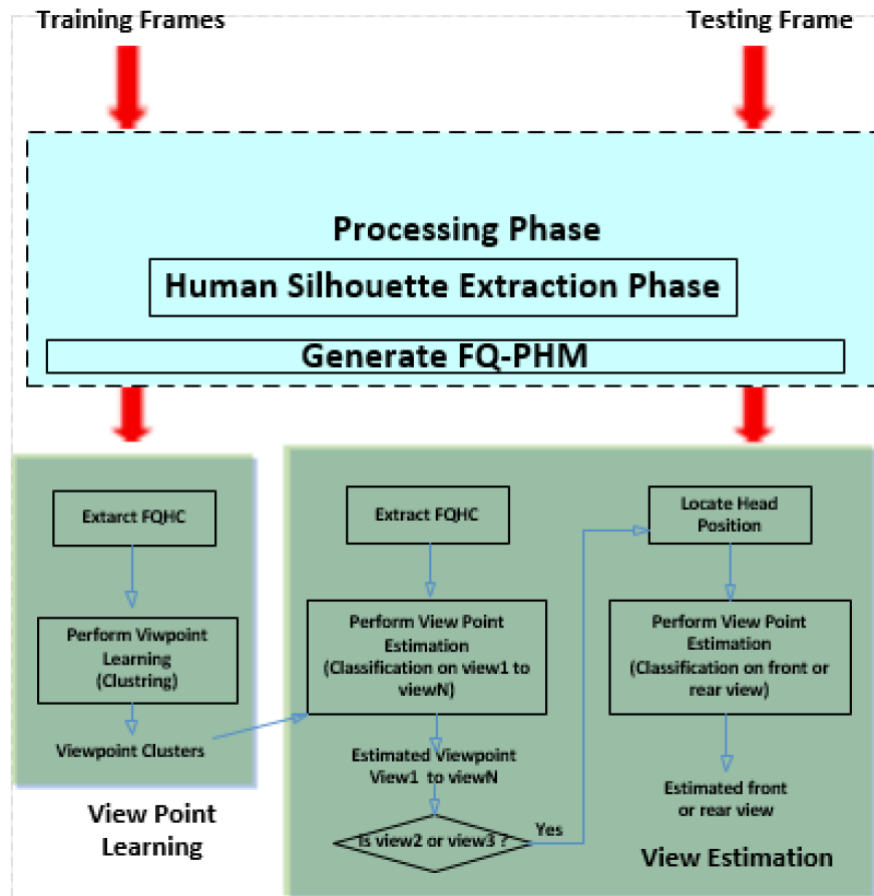 Training Frames
Testing Frame
Processing Phase
Human Silhouette Extraction Phase
Generate FQ-PHM
Extarct FQHC
Perform Viwpoint
Learning
(Clustring)
Viewpoint Clusters
View Point
Learning
Extract FQHC
Perform View Point
Estimation
(Classification on view1 to
viewN)
Estimated Viewpoint
View1 to viewN
Is view2 or view3 ?
Yes
Locate Head
Position
Perform View Point
Estimation
(Classification on front or
rear view)
Estimated front
or rear view
View Estimation